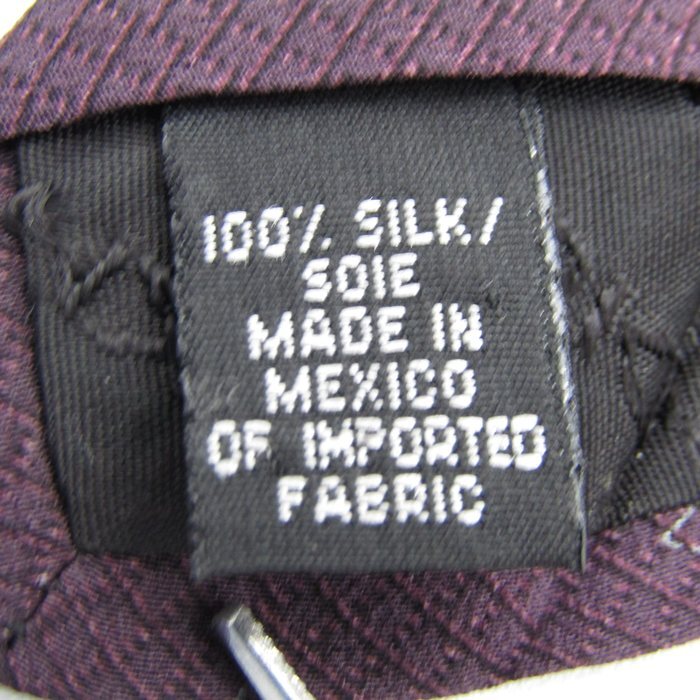 100% SILK/
SOIE
MADE IN
MEXICO
OF IMPORTED
FABRIC